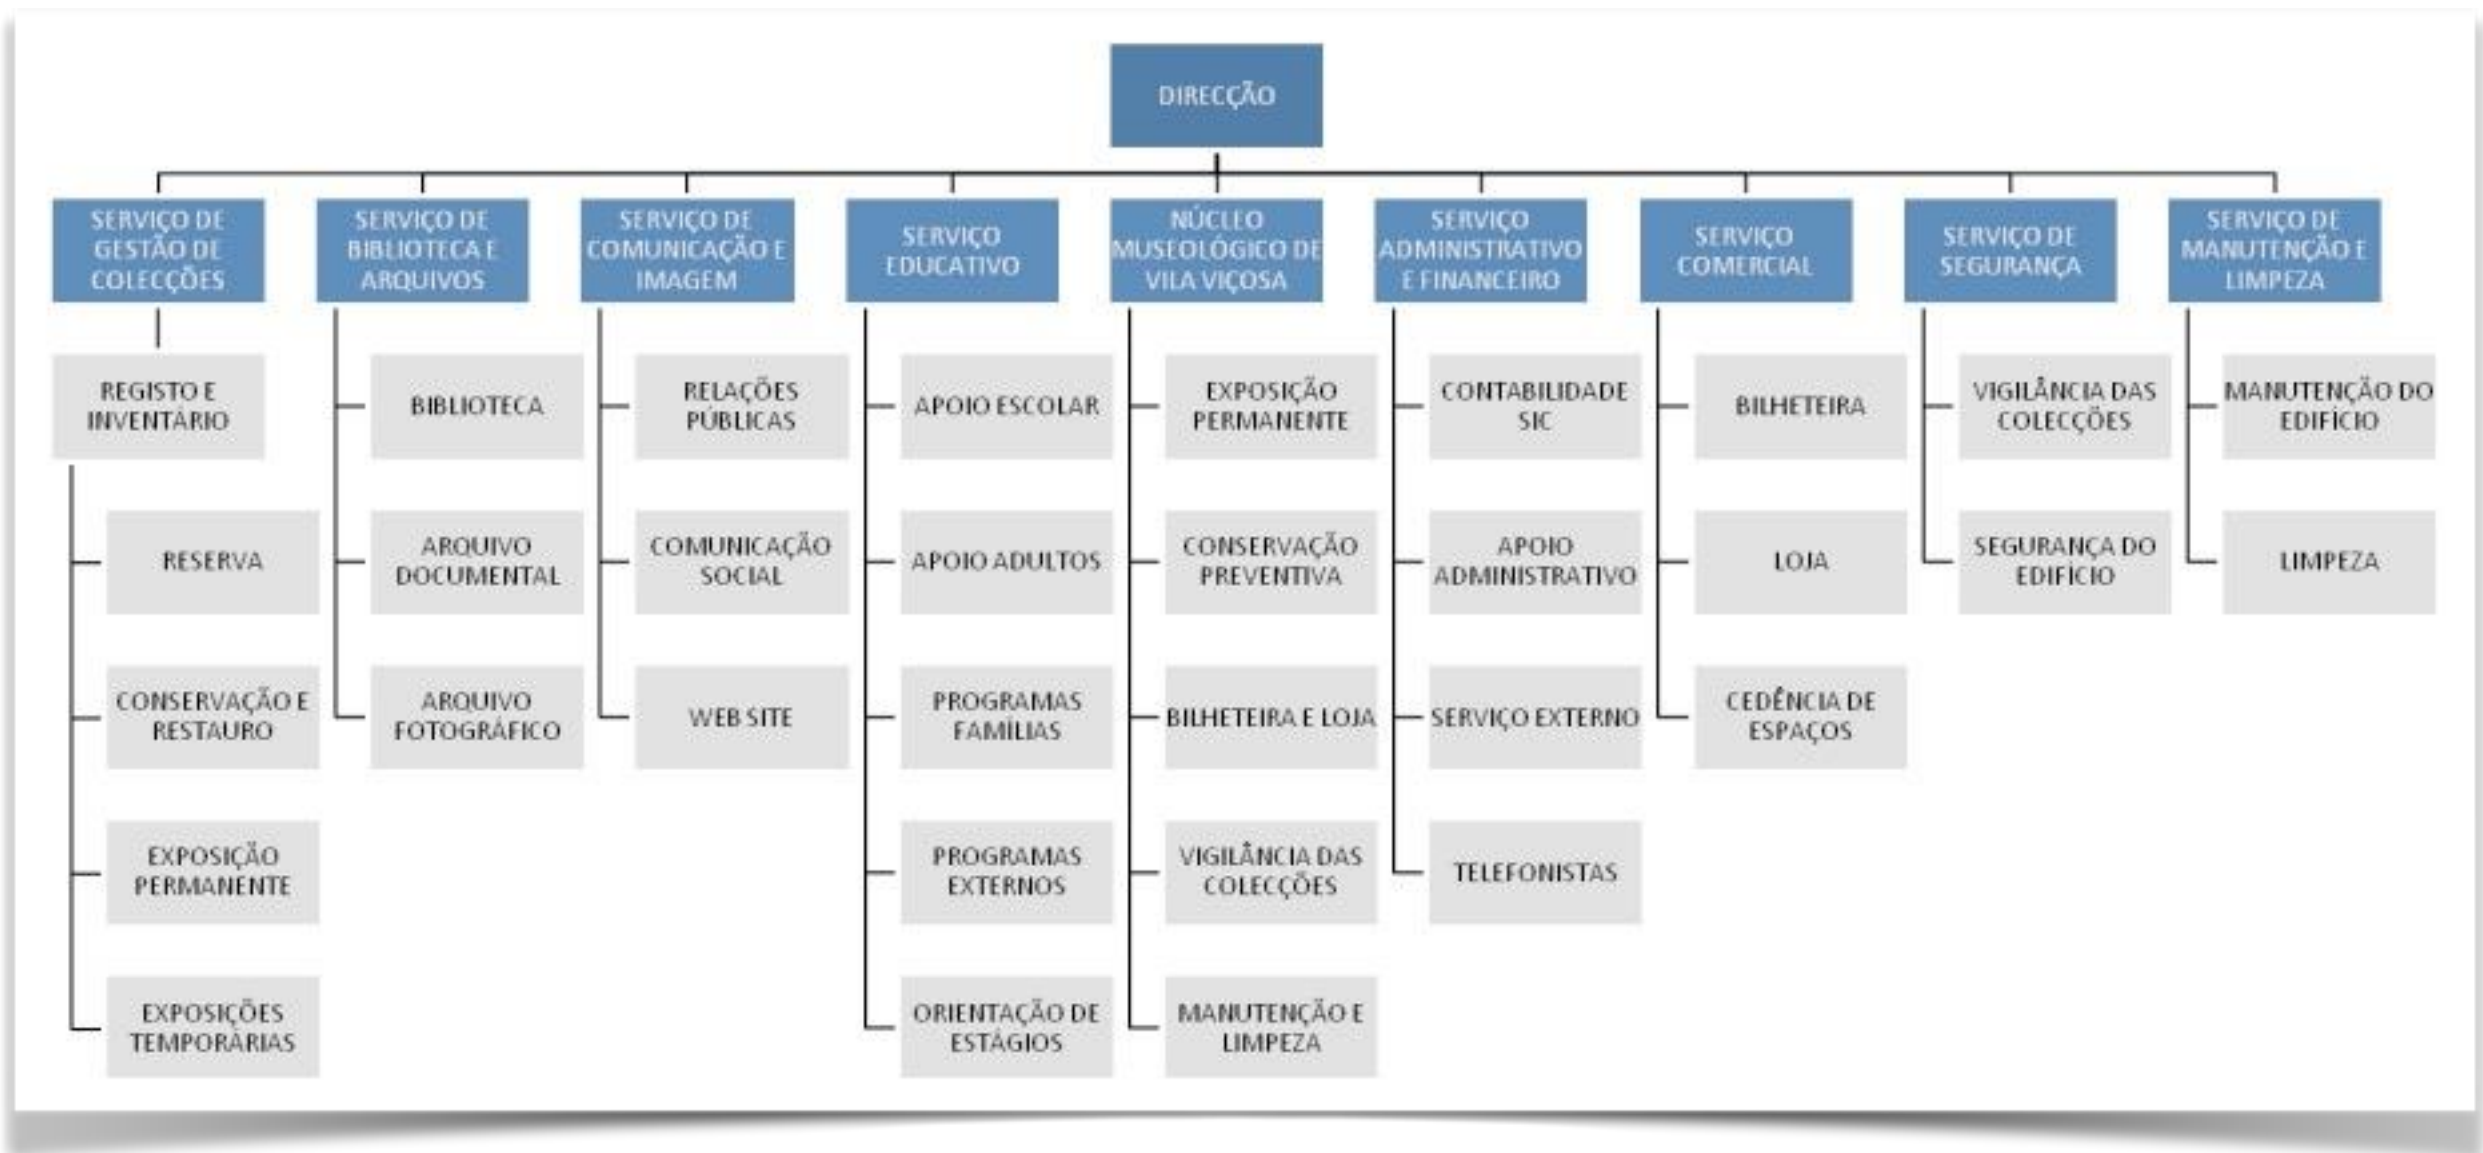 DIRECÇÃO
SERVIÇO DE
GESTÃO DE
COLECÇÕES
SERVIÇO DE
BIBLIOTECA E
ARQUIVOS
SERVIÇO DE
COMUNICAÇÃO E
IMAGEM
SERVIÇO
EDUCATIVO
NÚCLEO
MUSEOLÓGICO DE
VILA VIÇOSA
SERVIÇO
ADMINISTRATIVO
E FINANCEIRO
SERVIÇO
COMERCIAL
SERVIÇO DE
SEGURANÇA
SERVIÇO DE
MANUTENÇÃO E
LIMPEZA
REGISTO E
INVENTÁRIO
BIBLIOTECA
RELAÇÕES
PÚBLICAS
APOIO ESCOLAR
EXPOSIÇÃO
PERMANENTE
CONTABILIDADE
SIC
BILHETEIRA
VIGILÂNCIA DAS
COLECÇÕES
MANUTENÇÃO DO
EDIFÍCIO
RESERVA
ARQUIVO
DOCUMENTAL
COMUNICAÇÃO
SOCIAL
APOIO ADULTOS
CONSERVAÇÃO
PREVENTIVA
APOIO
ADMINISTRATIVO
LOJA
SEGURANÇA DO
EDIFÍCIO
LIMPEZA
CONSERVAÇÃO E
RESTAURO
ARQUIVO
FOTOGRÁFICO
WEB SITE
PROGRAMAS
FAMÍLIAS
BILHETEIRA E LOJA
SERVIÇO EXTERNO
CEDÊNCIA DE
ESPAÇOS
EXPOSIÇÃO
PERMANENTE
PROGRAMAS
EXTERNOS
VIGILÂNCIA DAS
COLECÇÕES
TELEFONISTAS
EXPOSIÇÕES
TEMPORÁRIAS
ORIENTAÇÃO DE
ESTÁGIOS
MANUTENÇÃO E
LIMPEZA